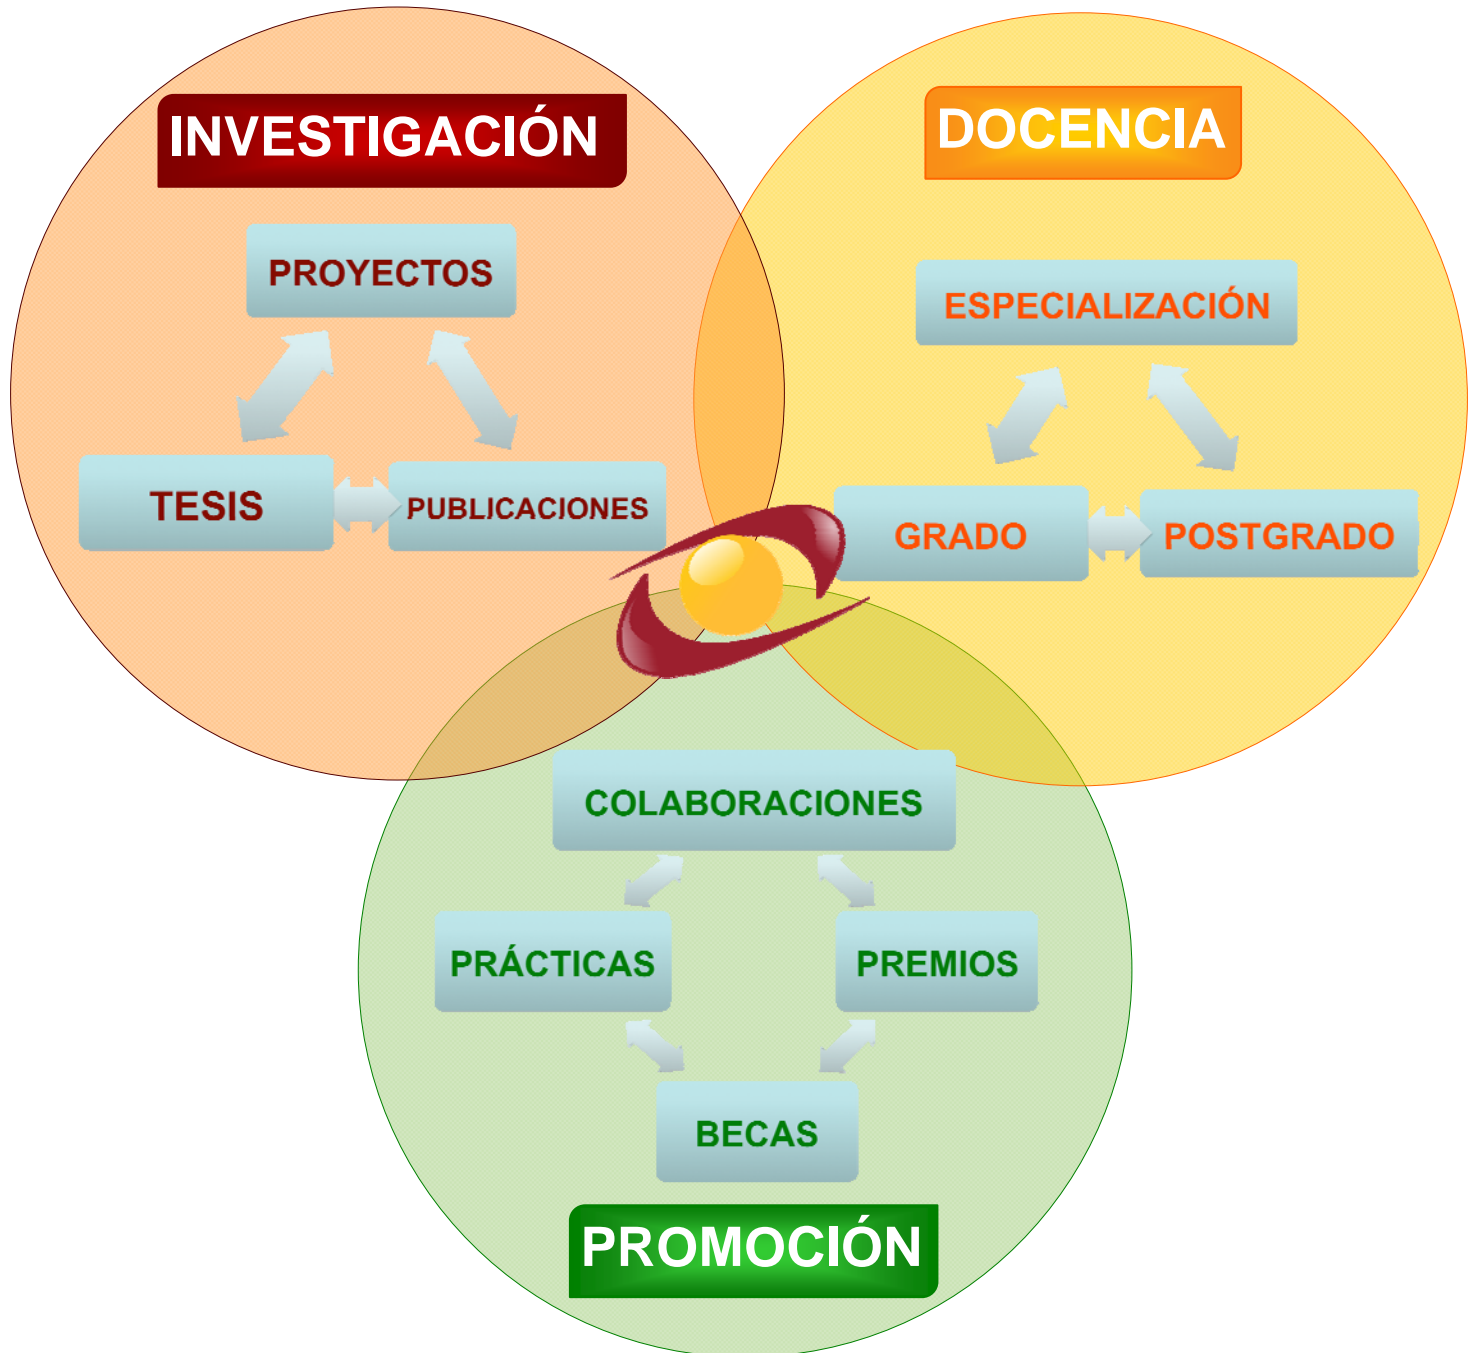 INVESTIGACIÓN
PROYECTOS
TESIS
PUBLICACIONES
DOCENCIA
ESPECIALIZACIÓN
GRADO
POSTGRADO
COLABORACIONES
PRÁCTICAS
PREMIOS
BECAS
PROMOCIÓN